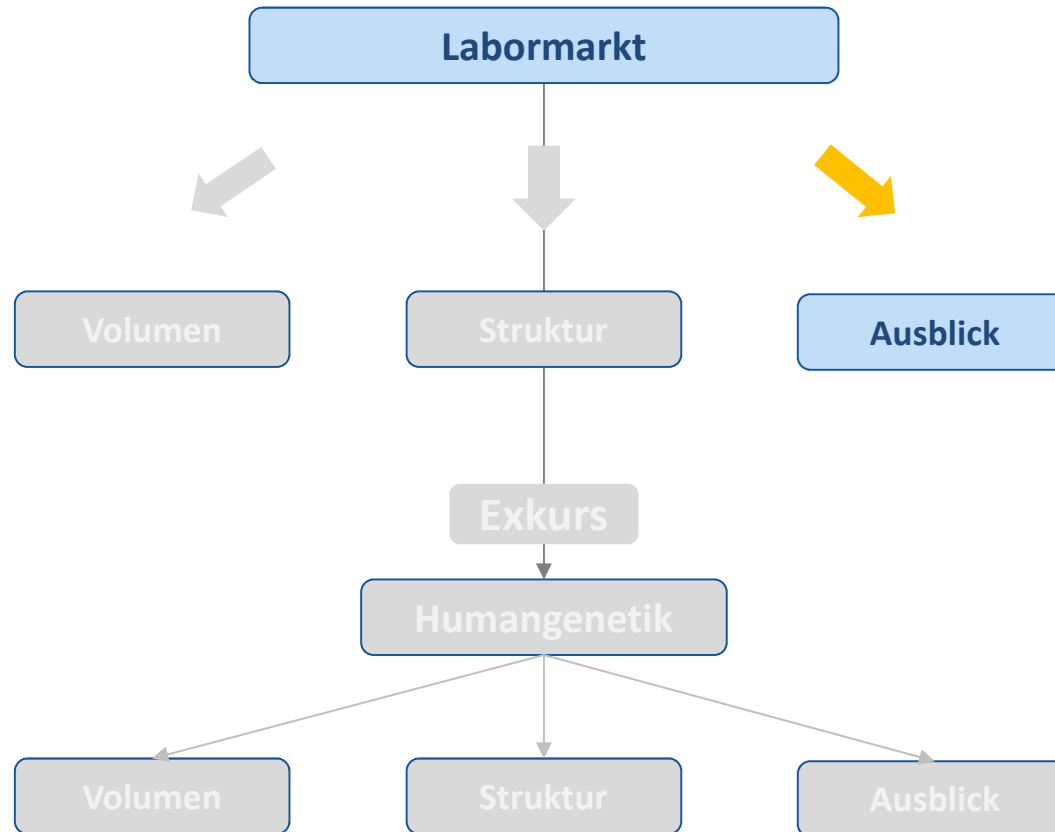 Labormarkt
Volumen
Struktur
Ausblick
Exkurs
Humangenetik
Volumen
Struktur
Ausblick